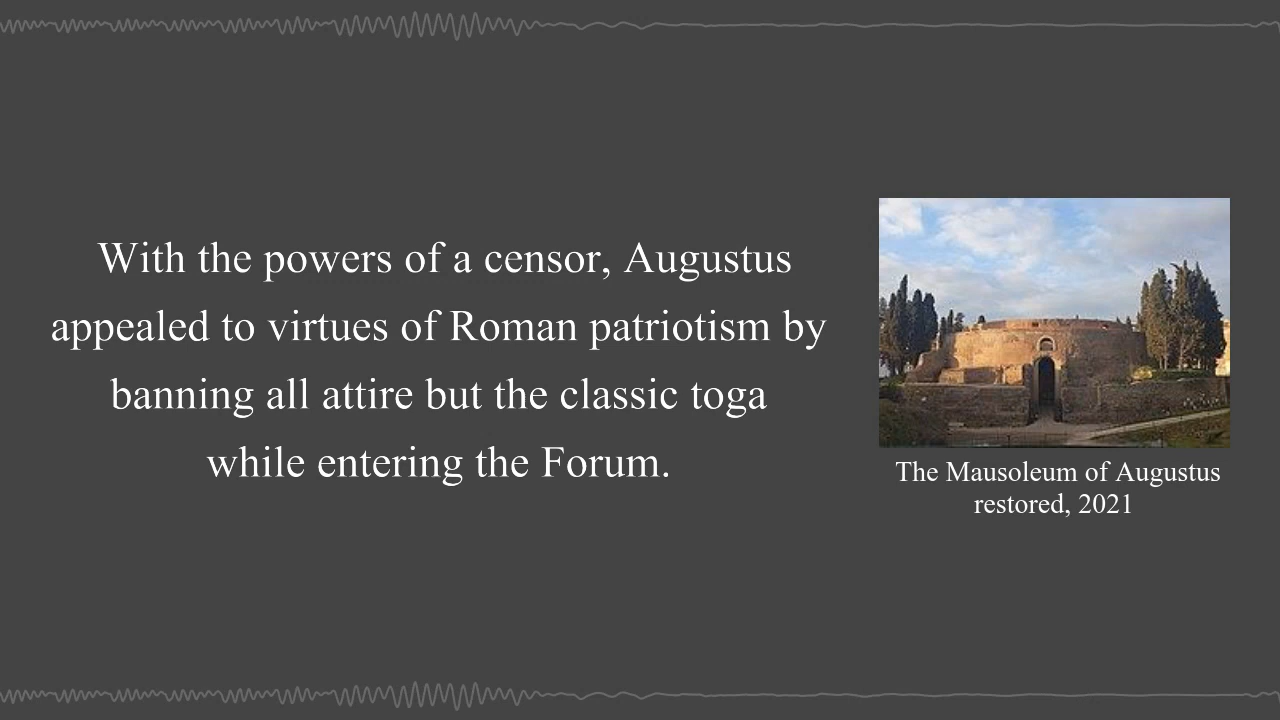 With the powers of a censor, Augustus
appealed to virtues of Roman patriotism by
banning all attire but the classic toga
while entering the Forum.
The Mausoleum of Augustus
restored, 2021